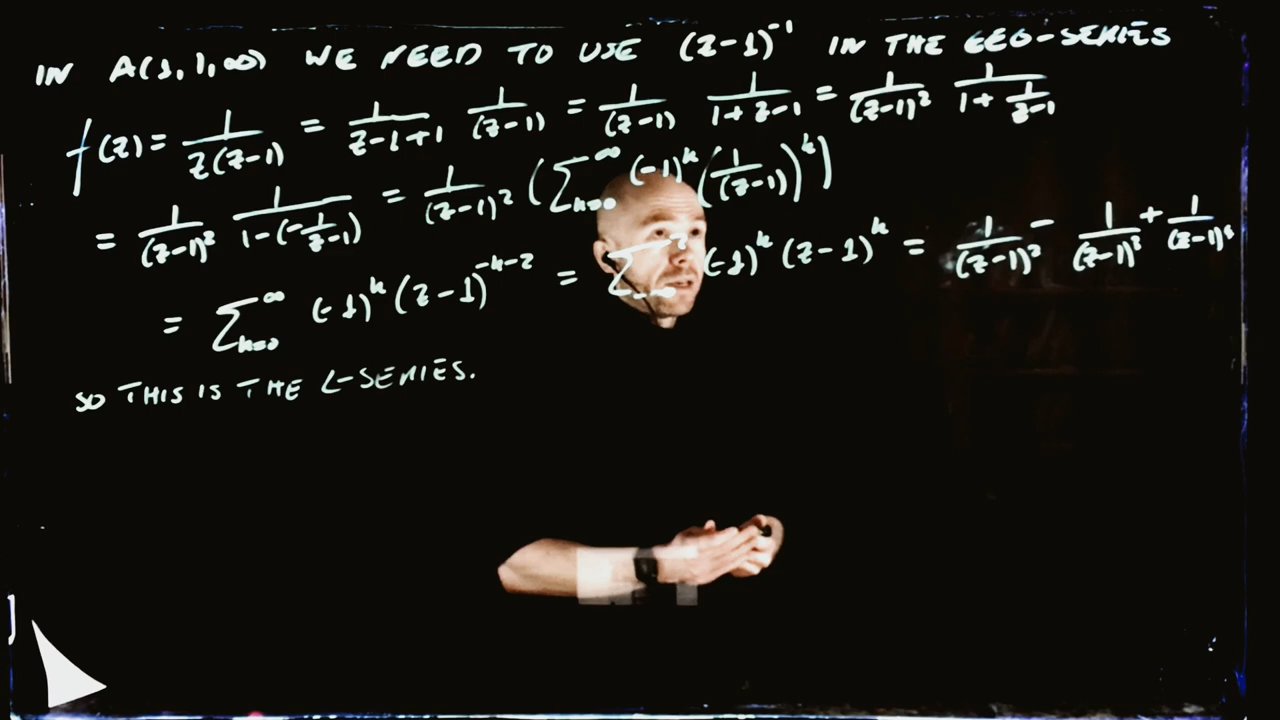 IN A(1,1,∞) WE NEED TO USE (z-1)^{-1} IN THE GEO-SERIES
f(z)= 1/(z(z-1)) = 1/(z-1+1) 1/(z-1) = 1/(z-1) 1/(1+z-1) = 1/(z-1)^2 1/(1+ 1/(z-1))
= 1/(z-1)^2 1/(1-(-1/(z-1))) = 1/(z-1)^2 (∑_{k=0}^{∞} (-1)^k (1/(z-1))^k)
= ∑_{k=0}^{∞} (-1)^k (z-1)^{-k-2} = ∑_{-∞}^{-2} (-1)^k (z-1)^k = 1/(z-1)^2 - 1/(z-1)^3 + 1/(z-1)^4
SO THIS IS THE L-SERIES.